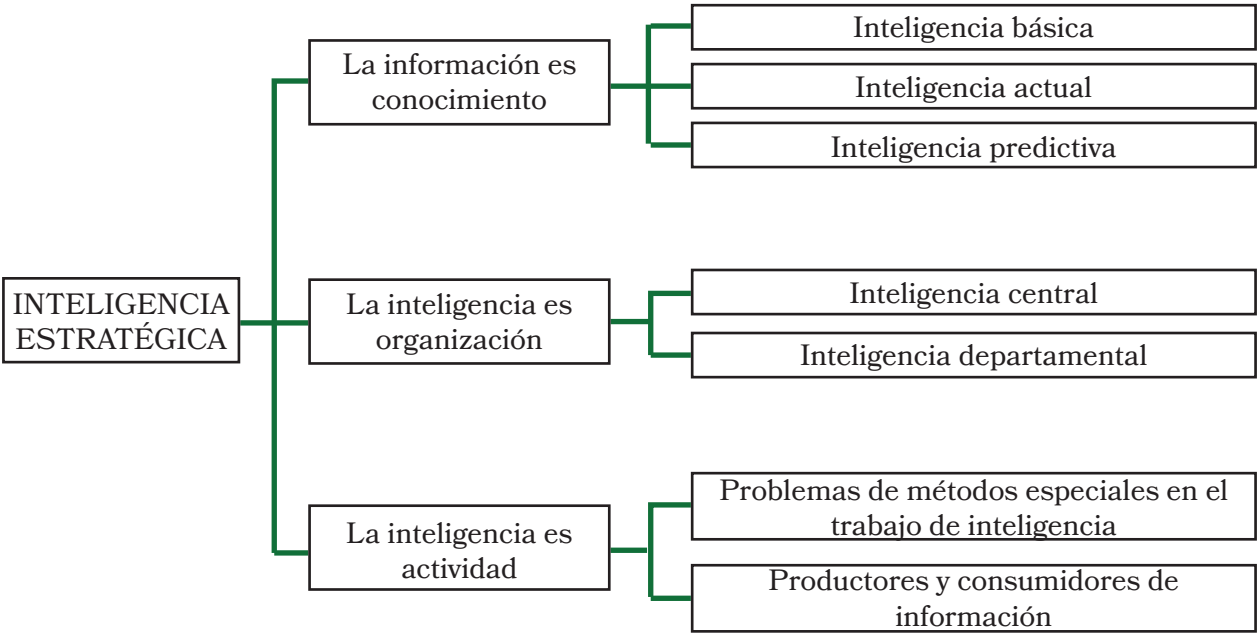 INTELIGENCIA
ESTRATÉGICA
La información es
conocimiento
Inteligencia básica
Inteligencia actual
Inteligencia predictiva
La inteligencia es
organización
Inteligencia central
Inteligencia departamental
La inteligencia es
actividad
Problemas de métodos especiales en el
trabajo de inteligencia
Productores y consumidores de
información